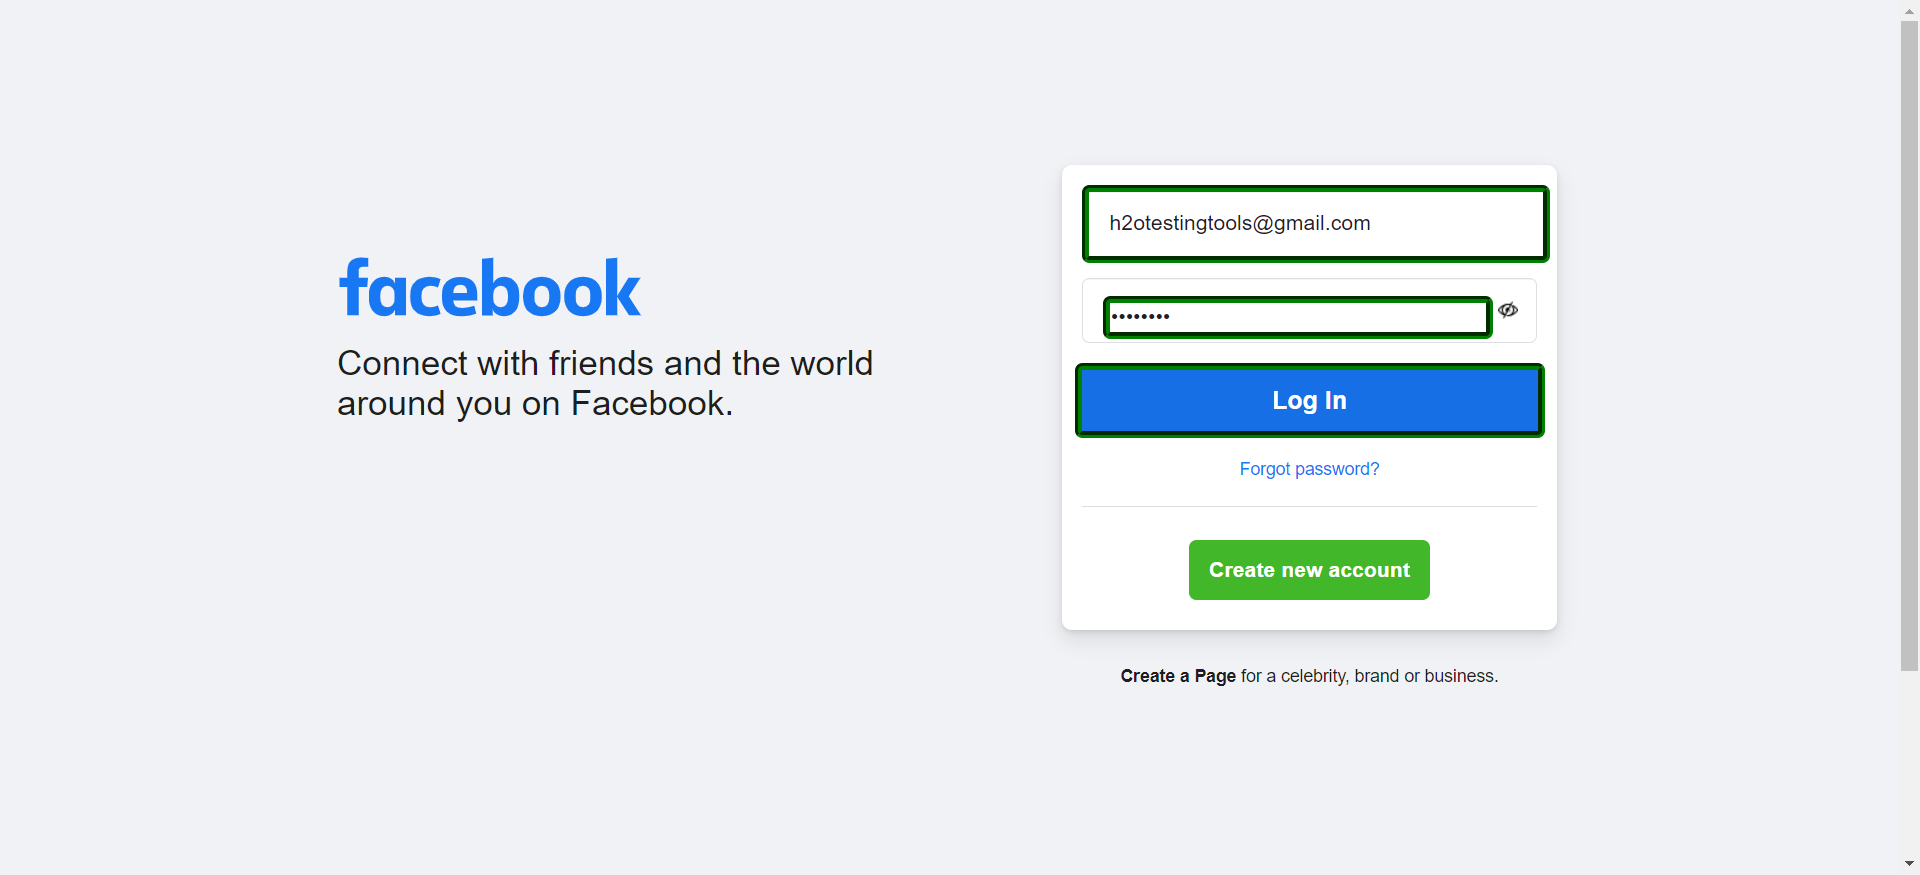 facebook
Connect with friends and the world
around you on Facebook.
h2otestingtools@gmail.com
••••••••
Log In
Forgot password?
Create new account
Create a Page for a celebrity, brand or business.